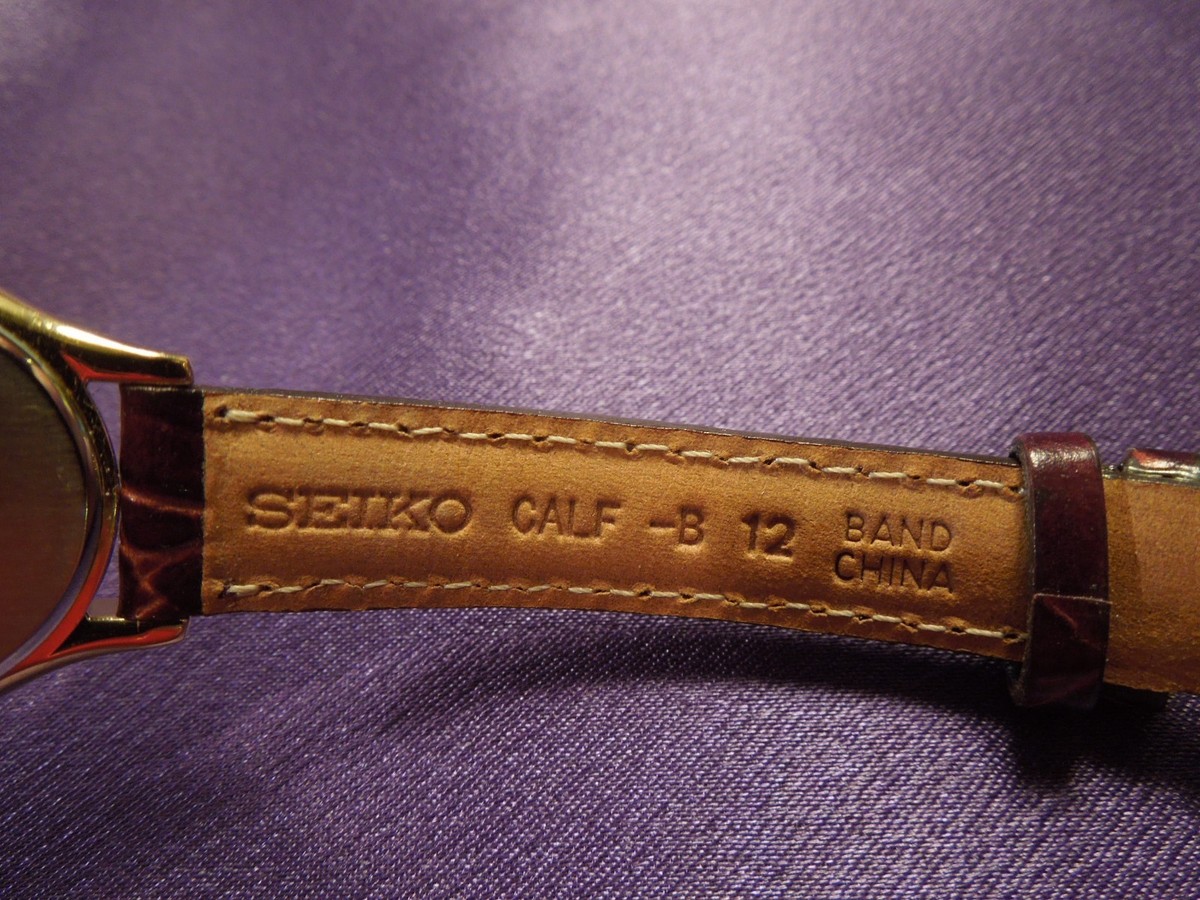 SEIKO CALF -B 12 BAND
CHINA